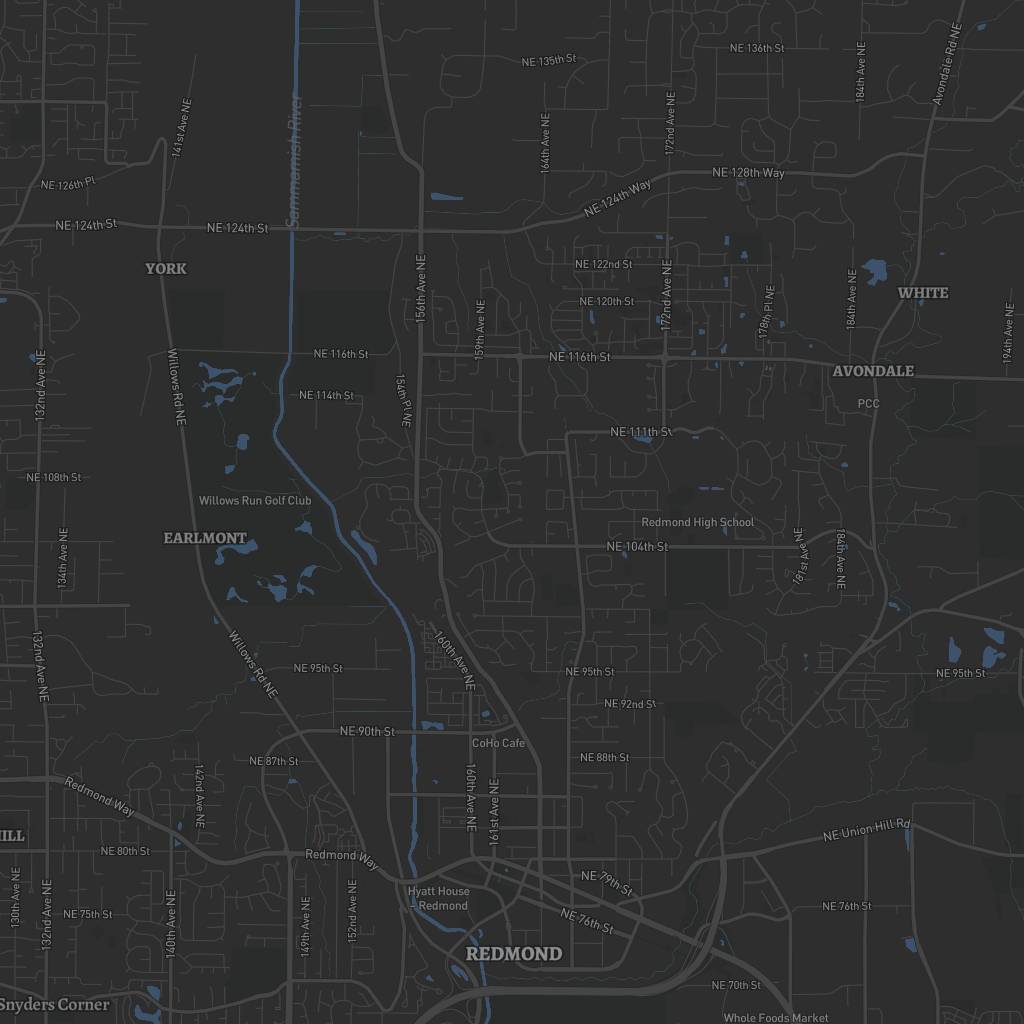 NE 136th St
NE 135th St
184th Ave NE
Avondale Rd NE
141st Ave NE
Sammamish River
164th Ave NE
172nd Ave NE
NE 126th Pl
NE 128th Way
NE 124th Way
NE 124th St
NE 124th St
YORK
156th Ave NE
NE 122nd St
172nd Ave NE
184th Ave NE
WHITE
NE 120th St
178th Pl NE
159th Ave NE
194th Ave NE
NE 116th St
NE 116th St
132nd Ave NE
Willows Rd NE
AVONDALE
NE 114th St
154th Pl NE
PCC
NE 111th St
NE 108th St
Willows Run Golf Club
Redmond High School
EARLMONT
NE 104th St
134th Ave NE
181st Ave NE
184th Ave NE
132nd Ave NE
Willows Rd NE
160th Ave NE
NE 95th St
NE 95th St
NE 95th St
NE 92nd St
NE 90th St
CoHo Cafe
NE 87th St
NE 88th St
142nd Ave NE
Redmond Way
160th Ave NE
161st Ave NE
NE Union Hill Rd
HILL
NE 80th St
Redmond Way
NE 79th St
130th Ave NE
132nd Ave NE
NE 75th St
140th Ave NE
149th Ave NE
152nd Ave NE
Hyatt House
– Redmond
NE 76th St
NE 76th St
REDMOND
NE 70th St
Snyders Corner
Whole Foods Market